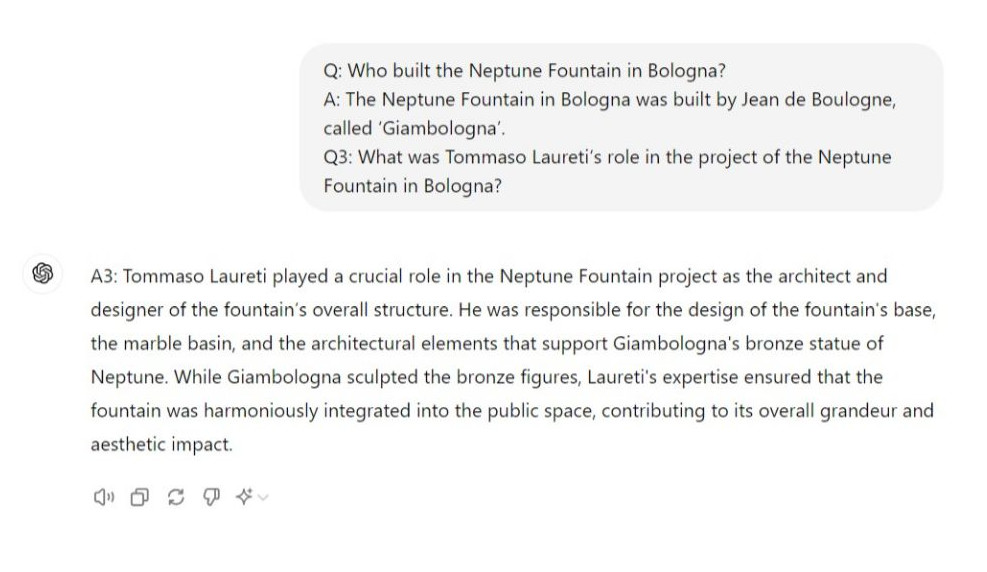 Q: Who built the Neptune Fountain in Bologna?
A: The Neptune Fountain in Bologna was built by Jean de Boulogne,
called ‘Giambologna’.
Q3: What was Tommaso Laureti’s role in the project of the Neptune
Fountain in Bologna?
A3: Tommaso Laureti played a crucial role in the Neptune Fountain project as the architect and
designer of the fountain's overall structure. He was responsible for the design of the fountain's base,
the marble basin, and the architectural elements that support Giambologna's bronze statue of
Neptune. While Giambologna sculpted the bronze figures, Laureti's expertise ensured that the
fountain was harmoniously integrated into the public space, contributing to its overall grandeur and
aesthetic impact.